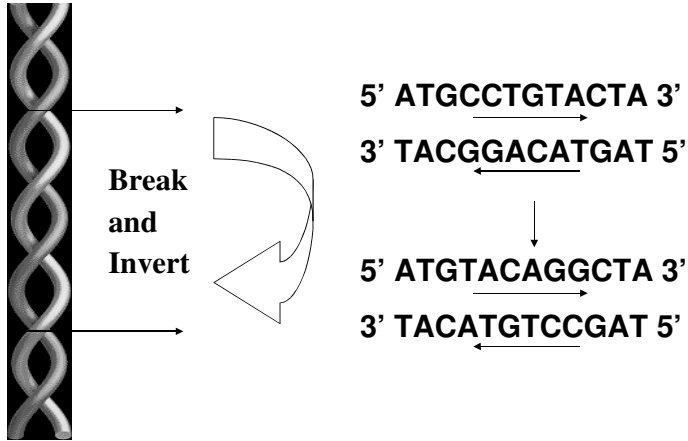 Break
and
Invert
5’ ATGCCTGTACTA 3’
3’ TACGGACATGAT 5’
5’ ATGTACAGGCTA 3’
3’ TACATGTCCGAT 5’